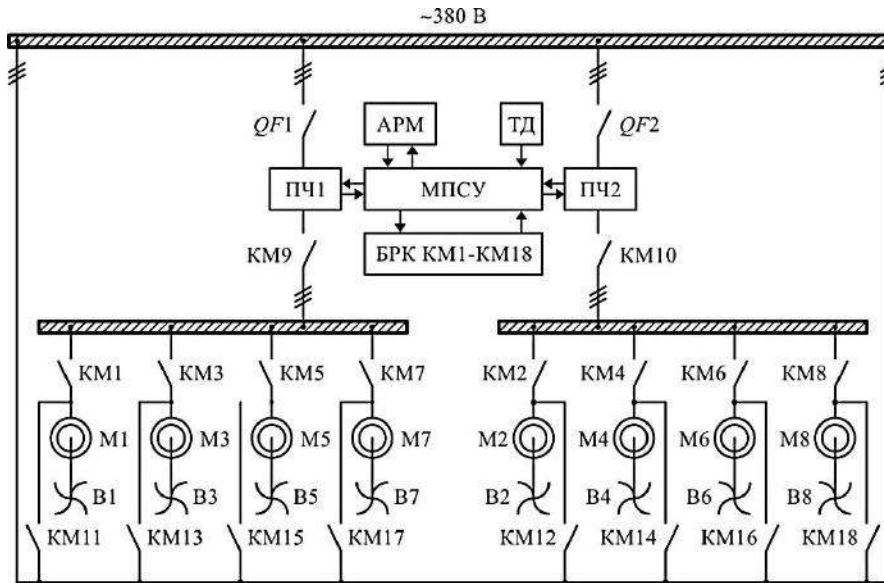 ~380 В
QF1 АРМ ТД QF2
ПЧ1 МПСУ ПЧ2
КМ9 БРК КМ1-КМ18 КМ10
КМ1 КМ3 КМ5 КМ7 КМ2 КМ4 КМ6 КМ8
М1 М3 М5 М7 М2 М4 М6 М8
В1 В3 В5 В7 В2 В4 В6 В8
КМ11 КМ13 КМ15 КМ17 КМ12 КМ14 КМ16 КМ18